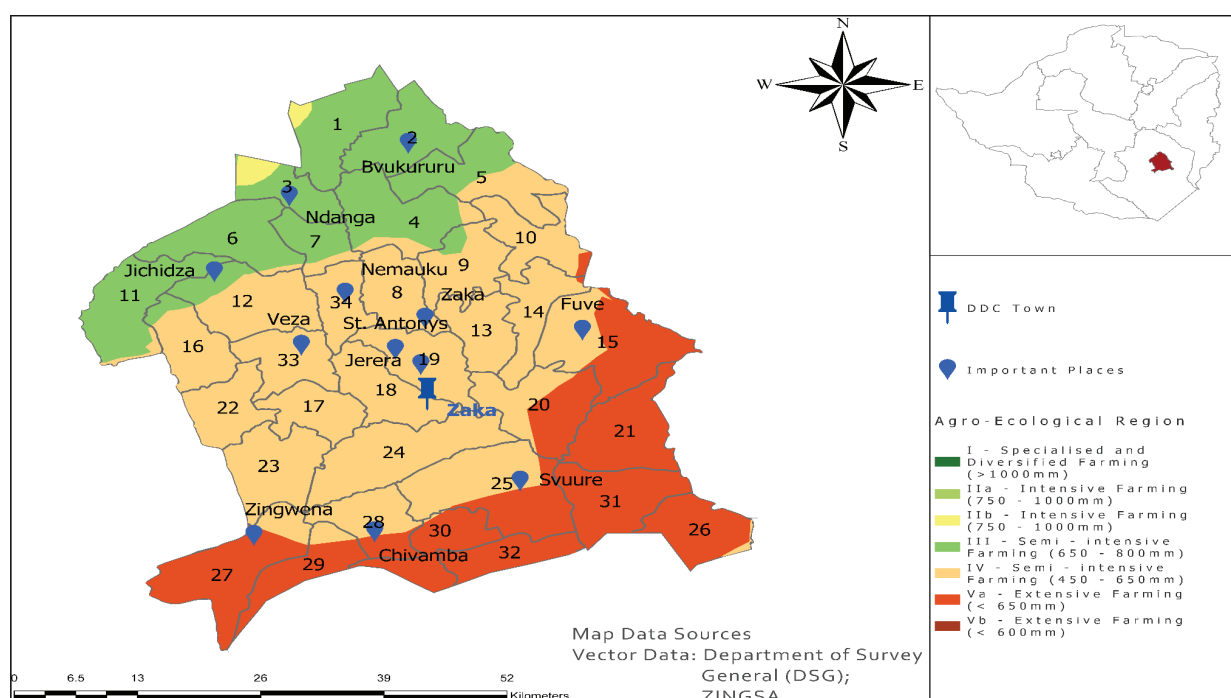 N
W E
S
1
2
Bvukururu
3
5
Ndanga
4
6
7
10
Jichidza
Nemauku
9
11
12
34
8
Zaka
14
Fuve
Veza
St. Antonys
13
15
16
33
Jerera
19
18
22
17
Zaka
20
21
24
23
25
Svuure
Zingwena
28
30
31
26
Chivamba
27
29
32
DDC Town
Important Places
Agro-Ecological Region
I - Specialised and
Diversified Farming
(>1000mm)
IIa - Intensive Farming
(750 - 1000mm)
IIb - Intensive Farming
(750 - 1000mm)
III - Semi - intensive
Farming (650 - 800mm)
IV - Semi - intensive
Farming (450 - 650mm)
Va - Extensive Farming
(< 650mm)
Vb - Extensive Farming
(< 600mm)
Map Data Sources
Vector Data: Department of Survey
General (DSG);
ZINGSA
0 6.5 13 26 39 52
Kilometers